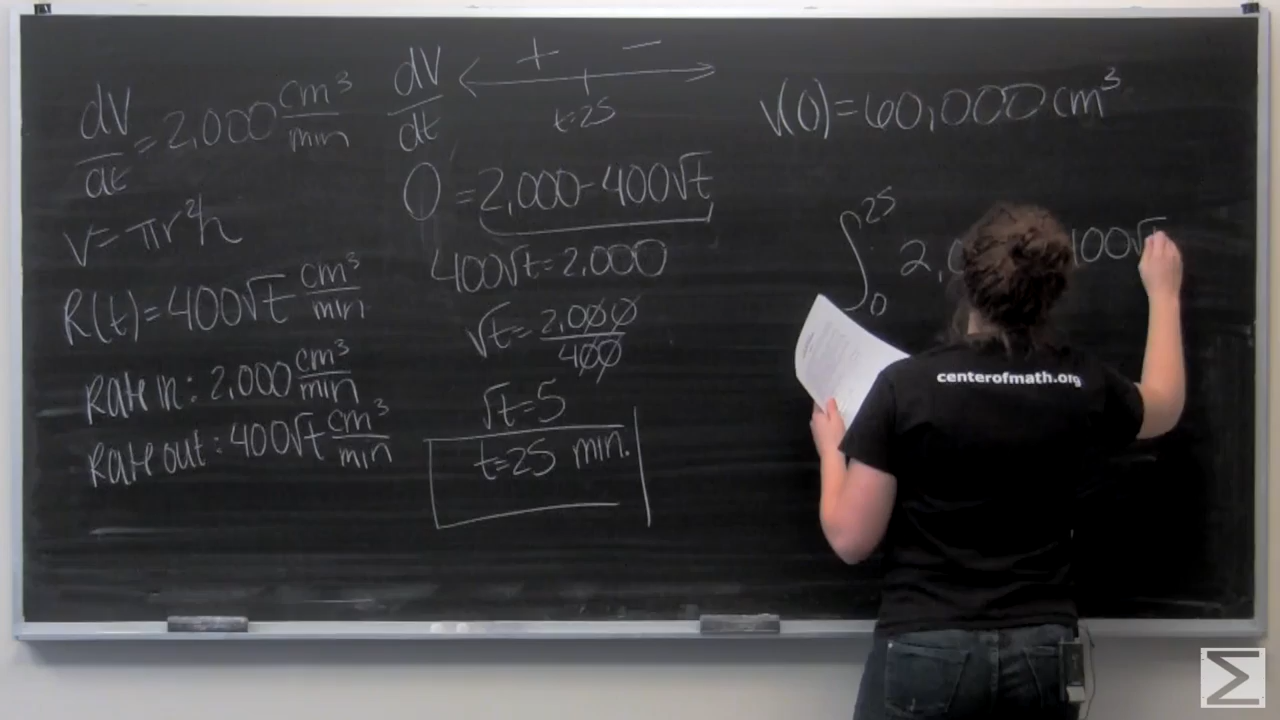 dV/dt = 2,000 cm³/min
V = πr²h
R(t) = 400√t cm³/min
Rate in: 2,000 cm³/min
Rate out: 400√t cm³/min
dV/dt + −
t=25
0 = 2,000 − 400√t
400√t = 2,000
√t = 2,000/400
√t = 5
t=25 min.
V(0) = 60,000 cm³
∫₀²⁵ 2,0 00√t
centerofmath.org
Σ